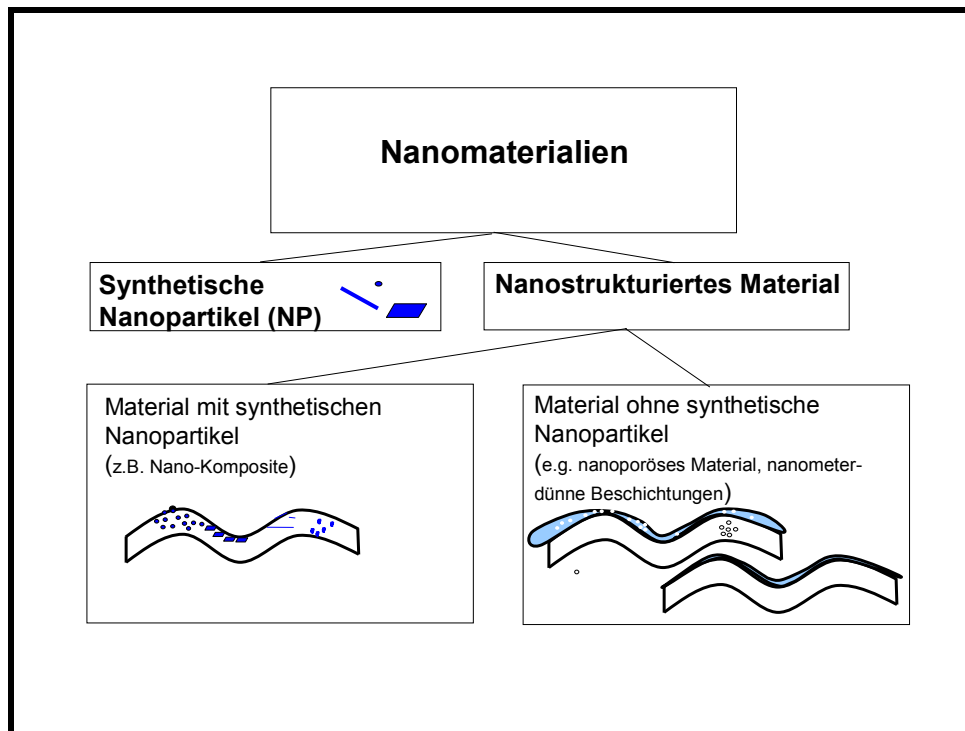 Nanomaterialien
Synthetische
Nanopartikel (NP)
Nanostrukturiertes Material
Material mit synthetischen
Nanopartikel
(z.B. Nano-Komposite)
Material ohne synthetische
Nanopartikel
(e.g. nanoporöses Material, nanometer-
dünne Beschichtungen)